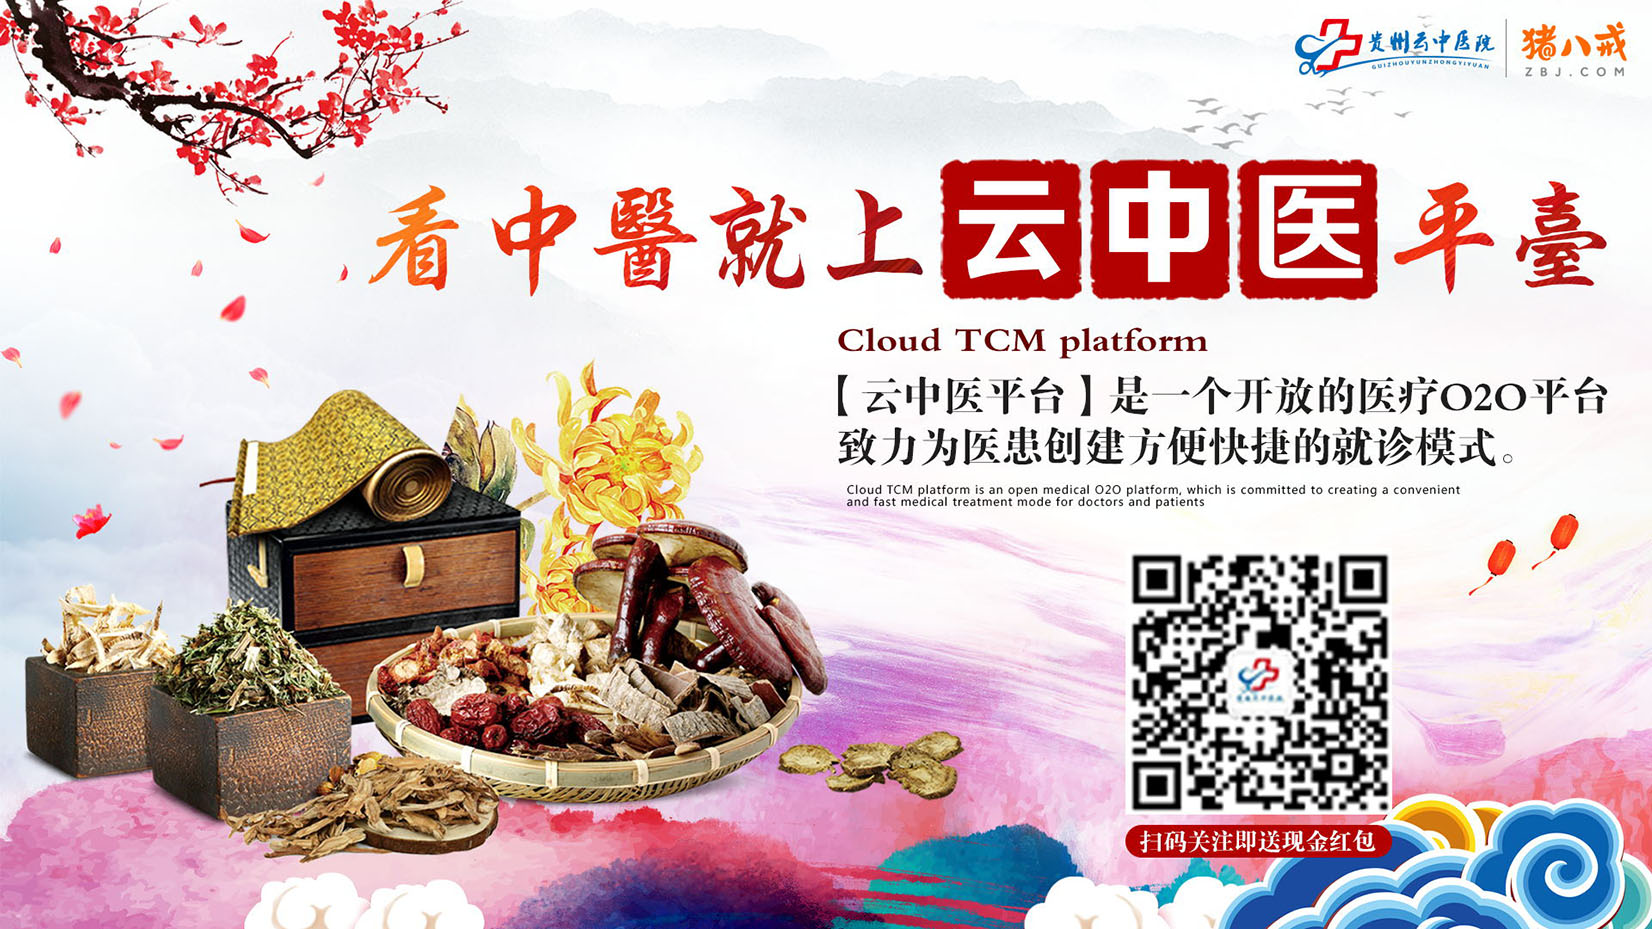 贵州云中医院
GUIZHOUYUNZHONGYIYUAN
猪八戒
ZBJ.COM
看中醫就上云中医平臺
Cloud TCM platform
【云中医平台】是一个开放的医疗O2O平台
致力为医患创建方便快捷的就诊模式。
Cloud TCM platform is an open medical O2O platform, which is committed to creating a convenient
and fast medical treatment mode for doctors and patients
扫码关注即送现金红包